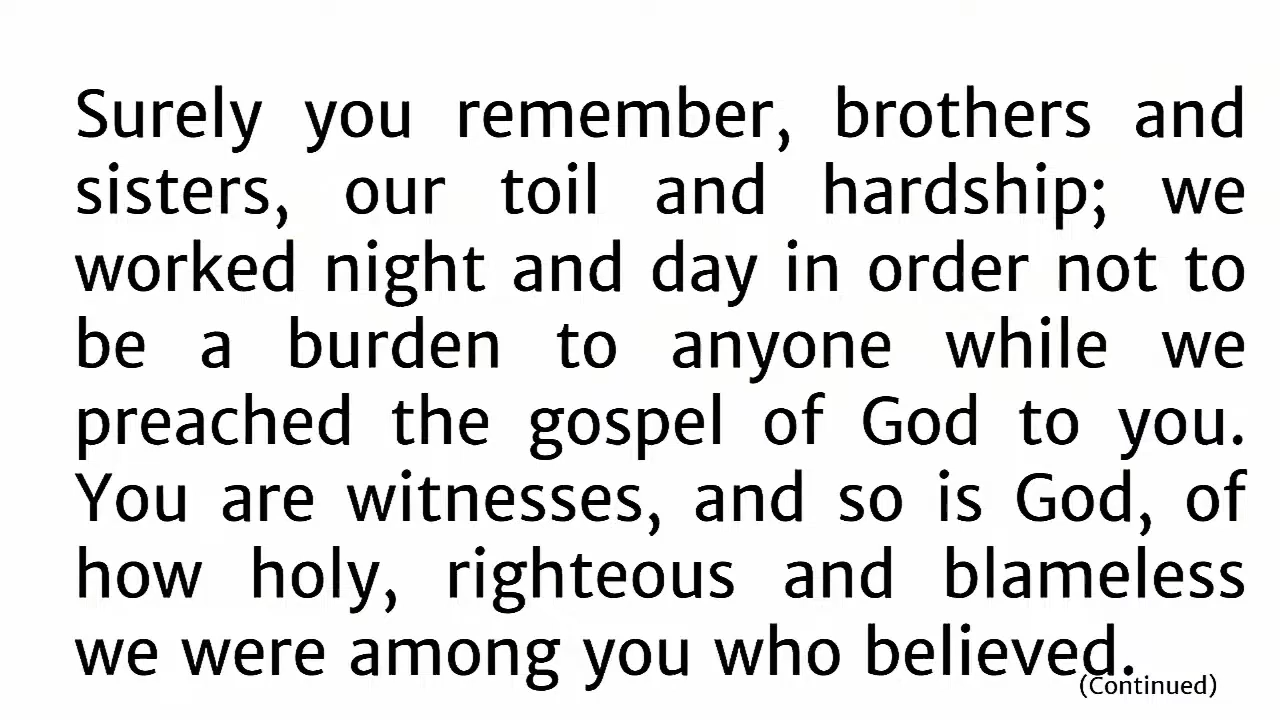 Surely you remember, brothers and
sisters, our toil and hardship; we
worked night and day in order not to
be a burden to anyone while we
preached the gospel of God to you.
You are witnesses, and so is God, of
how holy, righteous and blameless
we were among you who believed.
(Continued)